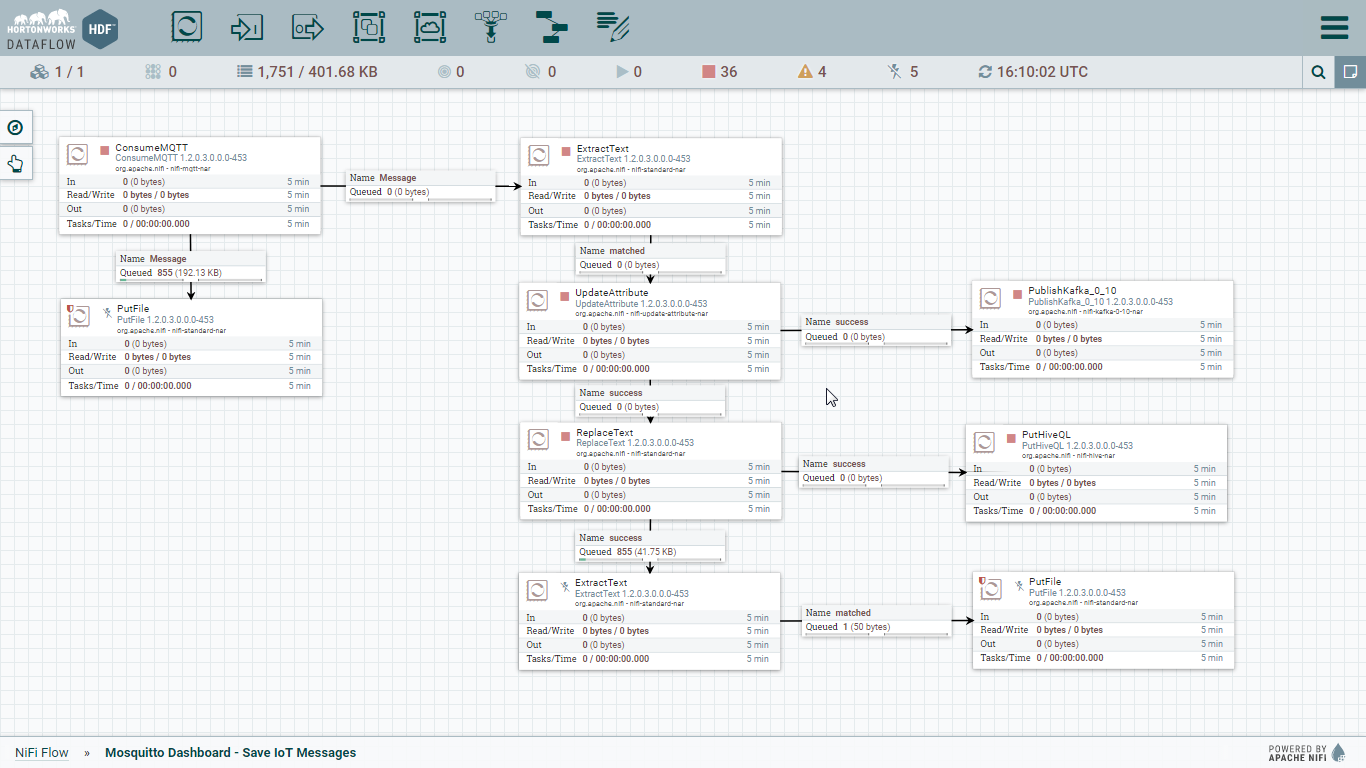 HORTONWORKS
DATAFLOW
HDF
1 / 1
0
1,751 / 401.68 KB
0
0
0
36
4
5
16:10:02 UTC
ConsumeMQTT
ConsumeMQTT 1.2.0.3.0.0.0-453
org.apache.nifi - nifi-mqtt-nar
In 0 (0 bytes) 5 min
Read/Write 0 bytes / 0 bytes 5 min
Out 0 (0 bytes) 5 min
Tasks/Time 0 / 00:00:00.000 5 min
Name Message
Queued 0 (0 bytes)
ExtractText
ExtractText 1.2.0.3.0.0.0-453
org.apache.nifi - nifi-standard-nar
In 0 (0 bytes) 5 min
Read/Write 0 bytes / 0 bytes 5 min
Out 0 (0 bytes) 5 min
Tasks/Time 0 / 00:00:00.000 5 min
Name Message
Queued 855 (192.13 KB)
Name matched
Queued 0 (0 bytes)
PutFile
PutFile 1.2.0.3.0.0.0-453
org.apache.nifi - nifi-standard-nar
In 0 (0 bytes) 5 min
Read/Write 0 bytes / 0 bytes 5 min
Out 0 (0 bytes) 5 min
Tasks/Time 0 / 00:00:00.000 5 min
UpdateAttribute
UpdateAttribute 1.2.0.3.0.0.0-453
org.apache.nifi - nifi-update-attribute-nar
In 0 (0 bytes) 5 min
Read/Write 0 bytes / 0 bytes 5 min
Out 0 (0 bytes) 5 min
Tasks/Time 0 / 00:00:00.000 5 min
Name success
Queued 0 (0 bytes)
PublishKafka_0_10
PublishKafka_0_10 1.2.0.3.0.0.0-453
org.apache.nifi - nifi-kafka-0-10-nar
In 0 (0 bytes) 5 min
Read/Write 0 bytes / 0 bytes 5 min
Out 0 (0 bytes) 5 min
Tasks/Time 0 / 00:00:00.000 5 min
Name success
Queued 0 (0 bytes)
ReplaceText
ReplaceText 1.2.0.3.0.0.0-453
org.apache.nifi - nifi-standard-nar
In 0 (0 bytes) 5 min
Read/Write 0 bytes / 0 bytes 5 min
Out 0 (0 bytes) 5 min
Tasks/Time 0 / 00:00:00.000 5 min
Name success
Queued 0 (0 bytes)
PutHiveQL
PutHiveQL 1.2.0.3.0.0.0-453
org.apache.nifi - nifi-hive-nar
In 0 (0 bytes) 5 min
Read/Write 0 bytes / 0 bytes 5 min
Out 0 (0 bytes) 5 min
Tasks/Time 0 / 00:00:00.000 5 min
Name success
Queued 855 (41.75 KB)
ExtractText
ExtractText 1.2.0.3.0.0.0-453
org.apache.nifi - nifi-standard-nar
In 0 (0 bytes) 5 min
Read/Write 0 bytes / 0 bytes 5 min
Out 0 (0 bytes) 5 min
Tasks/Time 0 / 00:00:00.000 5 min
Name matched
Queued 1 (50 bytes)
PutFile
PutFile 1.2.0.3.0.0.0-453
org.apache.nifi - nifi-standard-nar
In 0 (0 bytes) 5 min
Read/Write 0 bytes / 0 bytes 5 min
Out 0 (0 bytes) 5 min
Tasks/Time 0 / 00:00:00.000 5 min
NiFi Flow » Mosquitto Dashboard - Save IoT Messages
POWERED BY
APACHE NIFI